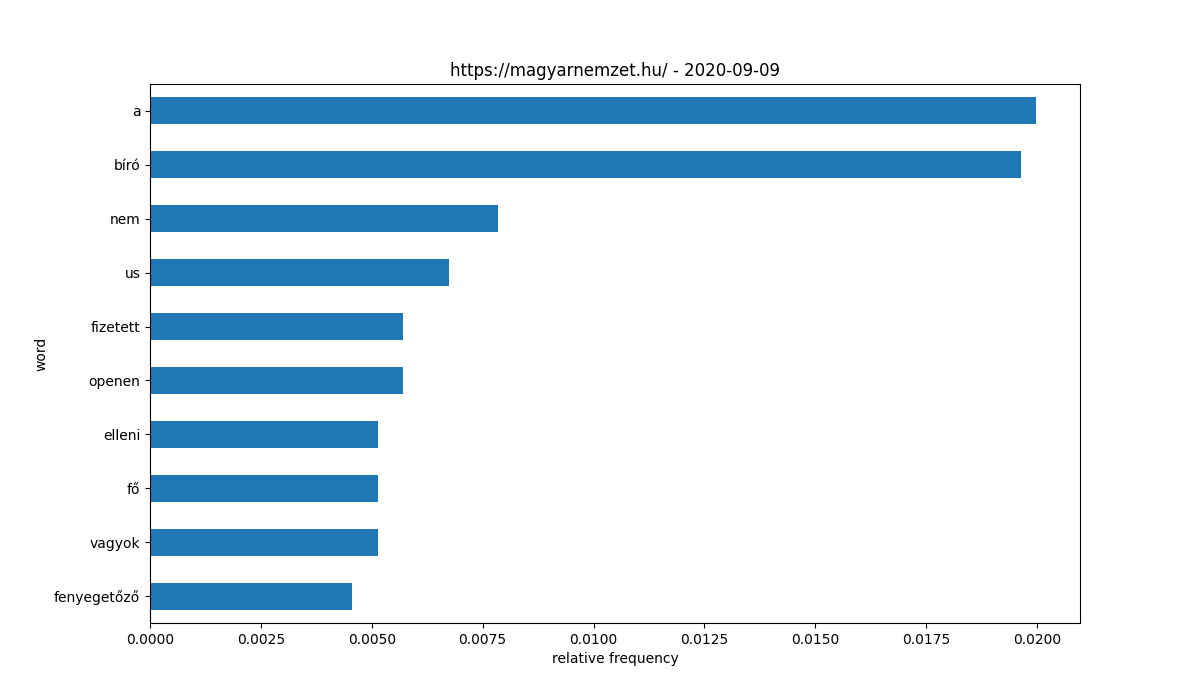 https://magyarnemzet.hu/ - 2020-09-09
a
bíró
nem
us
fizetett
openen
elleni
fő
vagyok
fenyegetőző
word
0.0000 0.0025 0.0050 0.0075 0.0100 0.0125 0.0150 0.0175 0.0200
relative frequency